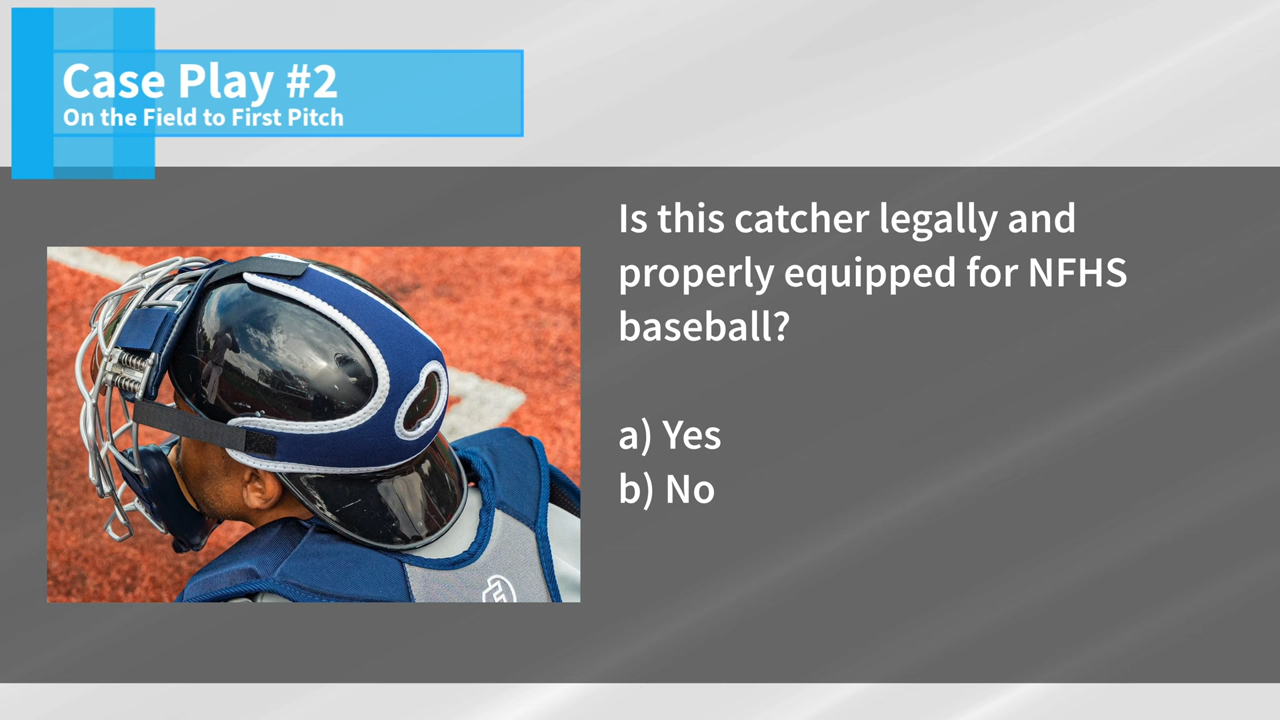 Case Play #2
On the Field to First Pitch
Is this catcher legally and
properly equipped for NFHS
baseball?
a) Yes
b) No